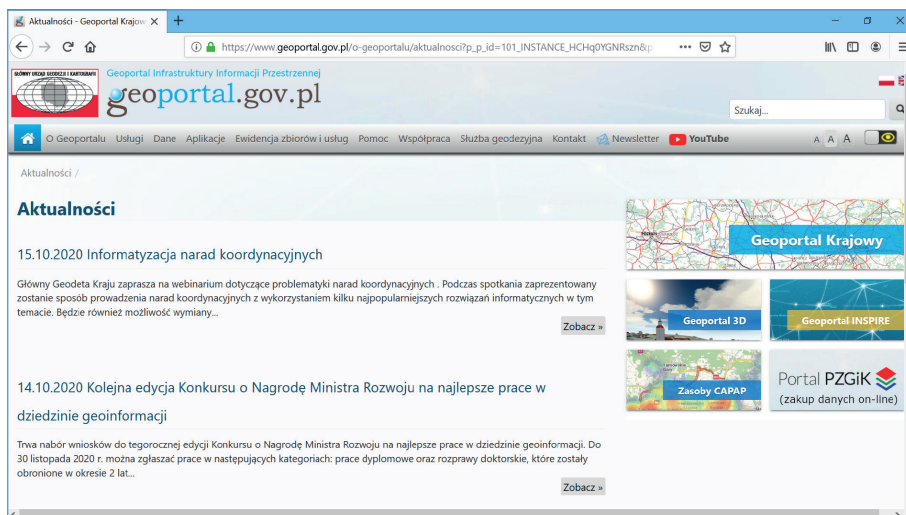 Aktualności - Geoportal Krajow
https://www.geoportal.gov.pl/o-geoportalu/aktualnosci?p_p_id=101_INSTANCE_HCHq0YGNRszn&p
GŁÓWNY URZĄD GEODEZJI I KARTOGRAFII
Geoportal Infrastruktury Informacji Przestrzennej
geoportal.gov.pl
Szukaj...
O Geoportalu Usługi Dane Aplikacje Ewidencja zbiorów i usług Pomoc Współpraca Służba geodezyjna Kontakt Newsletter YouTube A A A
Aktualności /
Aktualności
15.10.2020 Informatyzacja narad koordynacyjnych
Główny Geodeta Kraju zaprasza na webinarium dotyczące problematyki narad koordynacyjnych . Podczas spotkania zaprezentowany
zostanie sposób prowadzenia narad koordynacyjnych z wykorzystaniem kilku najpopularniejszych rozwiązań informatycznych w tym
temacie. Będzie również możliwość wymiany...
Zobacz »
14.10.2020 Kolejna edycja Konkursu o Nagrodę Ministra Rozwoju na najlepsze prace w
dziedzinie geoinformacji
Trwa nabór wniosków do tegorocznej edycji Konkursu o Nagrodę Ministra Rozwoju na najlepsze prace w dziedzinie geoinformacji. Do
30 listopada 2020 r. można zgłaszać prace w następujących kategoriach: prace dyplomowe oraz rozprawy doktorskie, które zostały
obronione w okresie 2 lat...
Zobacz »
Geoportal Krajowy
Geoportal 3D
Geoportal INSPIRE
Zasoby CAPAP
Portal PZGiK
(zakup danych on-line)